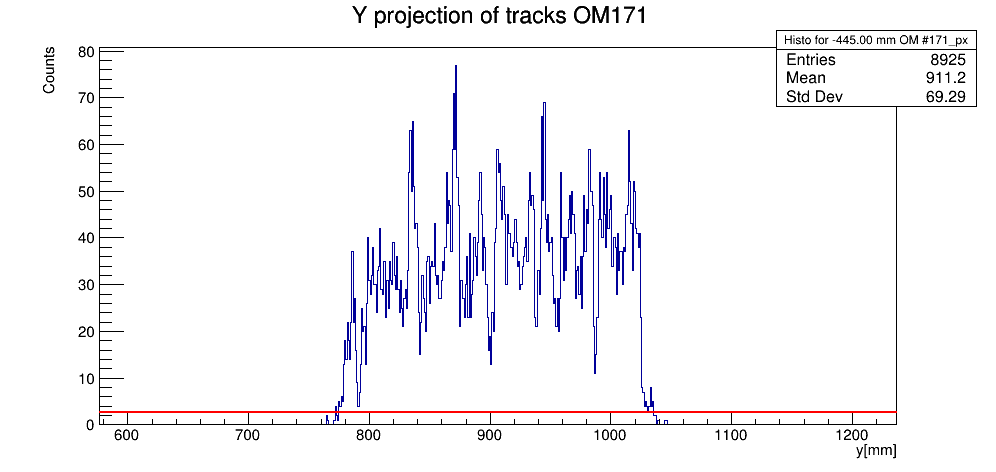 Y projection of tracks OM171
Histo for -445.00 mm OM #171_px
Entries 8925
Mean 911.2
Std Dev 69.29
Counts
80
70
60
50
40
30
20
10
0
600 700 800 900 1000 1100 1200
y[mm]